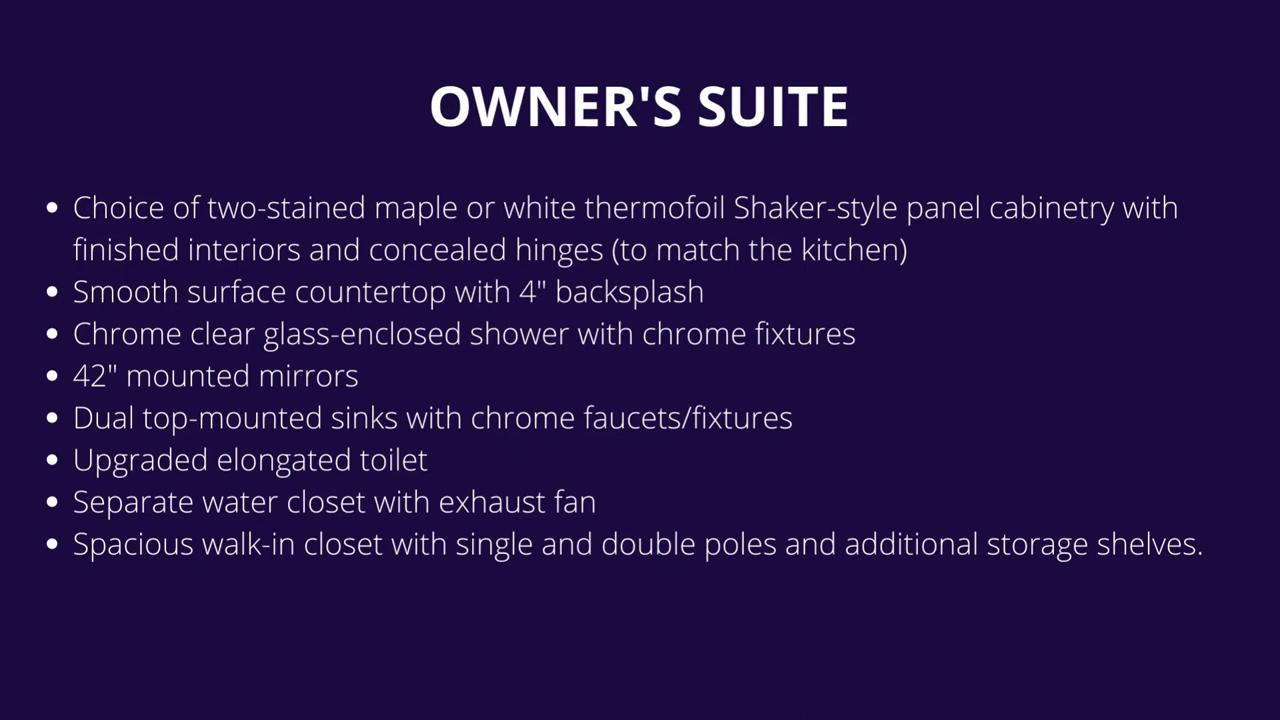 OWNER'S SUITE
• Choice of two-stained maple or white thermofoil Shaker-style panel cabinetry with
finished interiors and concealed hinges (to match the kitchen)
• Smooth surface countertop with 4" backsplash
• Chrome clear glass-enclosed shower with chrome fixtures
• 42" mounted mirrors
• Dual top-mounted sinks with chrome faucets/fixtures
• Upgraded elongated toilet
• Separate water closet with exhaust fan
• Spacious walk-in closet with single and double poles and additional storage shelves.